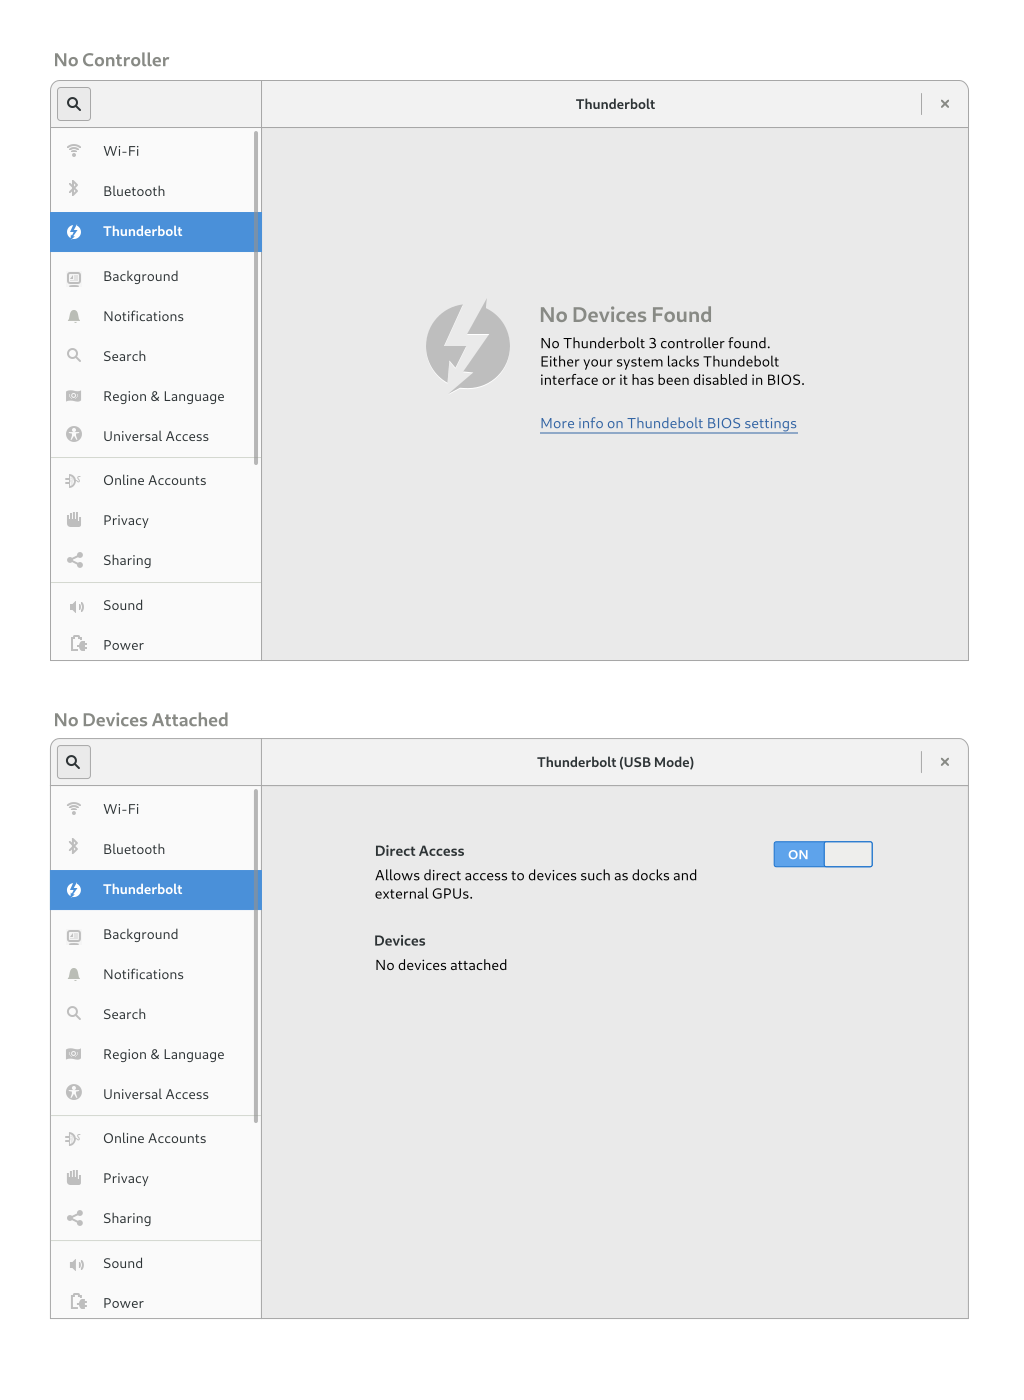 No Controller
Thunderbolt
Wi-Fi
Bluetooth
Thunderbolt
Background
Notifications
Search
Region & Language
Universal Access
Online Accounts
Privacy
Sharing
Sound
Power
No Devices Found
No Thunderbolt 3 controller found.
Either your system lacks Thundebolt
interface or it has been disabled in BIOS.
More info on Thundebolt BIOS settings
No Devices Attached
Thunderbolt (USB Mode)
Wi-Fi
Bluetooth
Thunderbolt
Background
Notifications
Search
Region & Language
Universal Access
Online Accounts
Privacy
Sharing
Sound
Power
Direct Access
ON
Allows direct access to devices such as docks and
external GPUs.
Devices
No devices attached